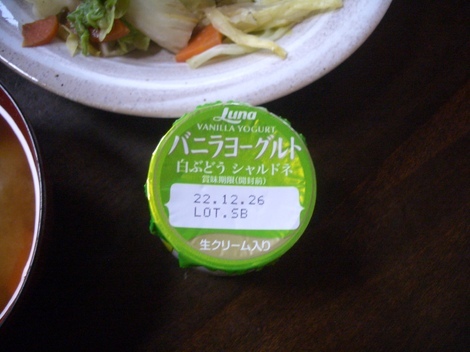 Luna
VANILLA YOGURT
バニラヨーグルト
白ぶどう シャルドネ
賞味期限(開封前)
22.12.26
LOT.SB
生クリーム入り